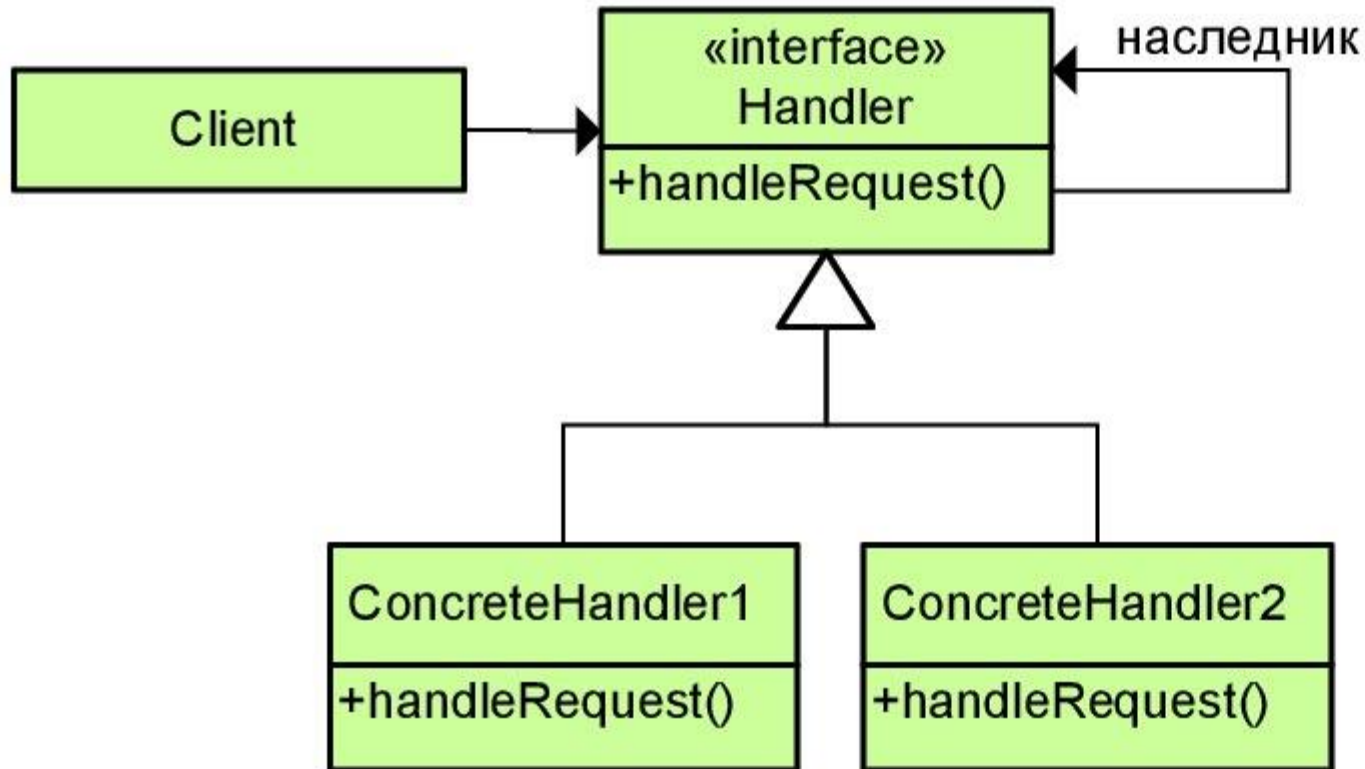 Client
«interface»
Handler
+handleRequest()
наследник
ConcreteHandler1
+handleRequest()
ConcreteHandler2
+handleRequest()